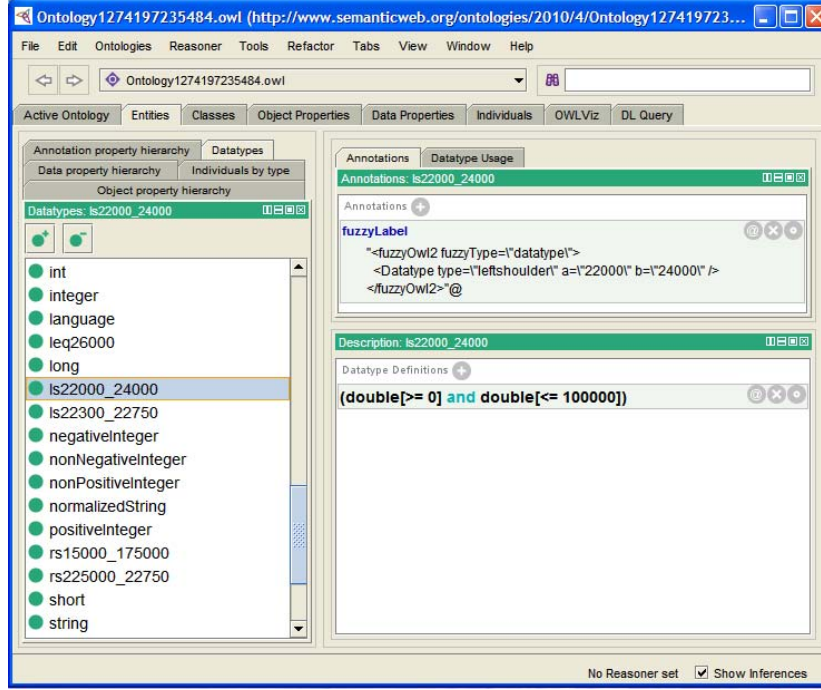 Ontology1274197235484.owl (http://www.semanticweb.org/ontologies/2010/4/Ontology127419723...
File Edit Ontologies Reasoner Tools Refactor Tabs View Window Help
Ontology1274197235484.owl
Active Ontology Entities Classes Object Properties Data Properties Individuals OWLViz DL Query
Annotation property hierarchy Datatypes
Data property hierarchy Individuals by type
Object property hierarchy
Datatypes: ls22000_24000
int
integer
language
leq26000
long
ls22000_24000
ls22300_22750
negativeInteger
nonNegativeInteger
nonPositiveInteger
normalizedString
positiveInteger
rs15000_175000
rs225000_22750
short
string
Annotations Datatype Usage
Annotations: ls22000_24000
Annotations
fuzzyLabel
"<fuzzyOwl2 fuzzyType=\"datatype\">
<Datatype type=\"leftshoulder\" a=\"22000\" b=\"24000\" />
</fuzzyOwl2>"@
Description: ls22000_24000
Datatype Definitions
(double[>= 0] and double[<= 100000])
No Reasoner set Show Inferences